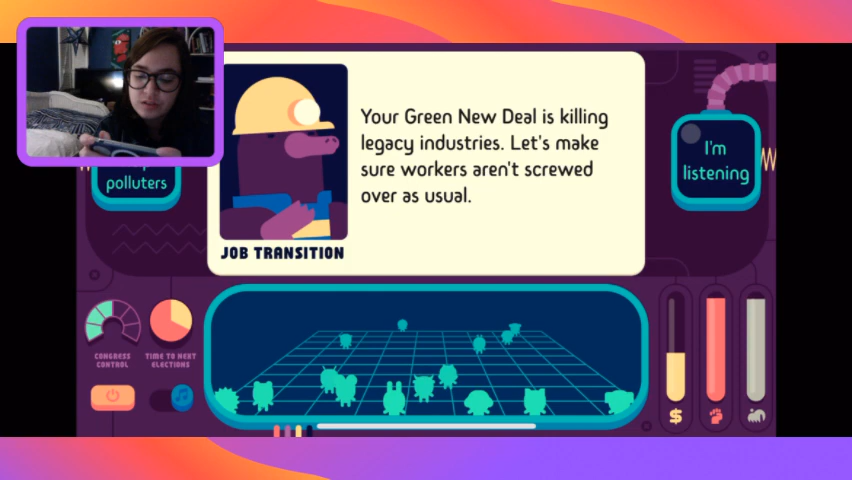 Your Green New Deal is killing
legacy industries. Let's make
sure workers aren't screwed
over as usual.
JOB TRANSITION
polluters
I'm
listening
CONGRESS
CONTROL
TIME TO NEXT
ELECTIONS
$